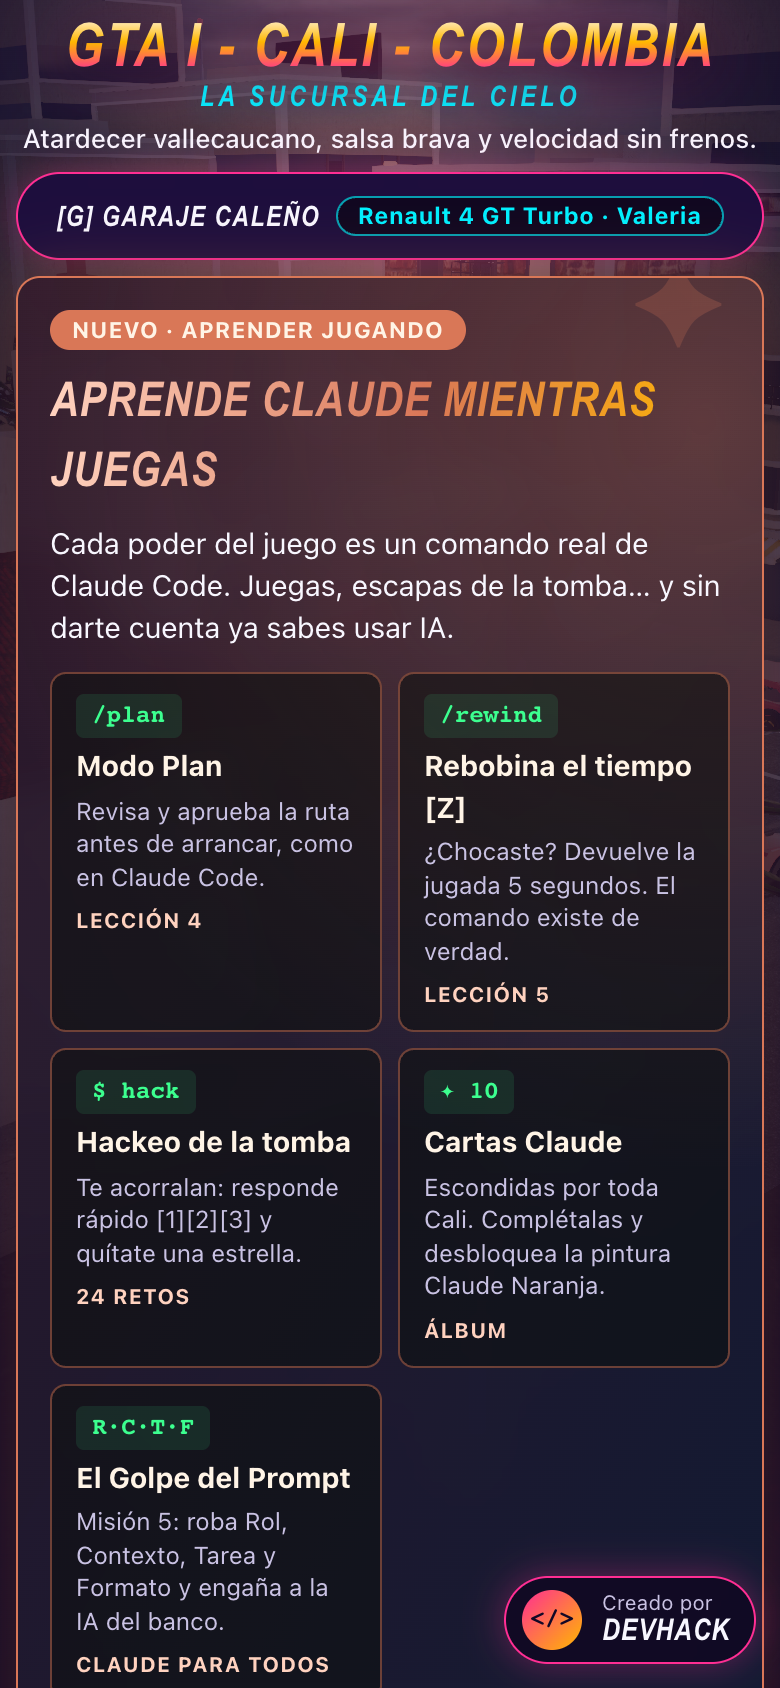 GTA I - CALI - COLOMBIA
LA SUCURSAL DEL CIELO
Atardecer vallecaucano, salsa brava y velocidad sin frenos.
[G] GARAJE CALEÑO
Renault 4 GT Turbo · Valeria
NUEVO · APRENDER JUGANDO
APRENDE CLAUDE MIENTRAS
JUEGAS
Cada poder del juego es un comando real de
Claude Code. Juegas, escapas de la tomba... y sin
darte cuenta ya sabes usar IA.
/plan
Modo Plan
Revisa y aprueba la ruta
antes de arrancar, como
en Claude Code.
LECCIÓN 4
/rewind
Rebobina el tiempo
[Z]
¿Chocaste? Devuelve la
jugada 5 segundos. El
comando existe de
verdad.
LECCIÓN 5
$ hack
Hackeo de la tomba
Te acorralan: responde
rápido [1][2][3] y
quítate una estrella.
24 RETOS
✦ 10
Cartas Claude
Escondidas por toda
Cali. Complétalas y
desbloquea la pintura
Claude Naranja.
ÁLBUM
R·C·T·F
El Golpe del Prompt
Misión 5: roba Rol,
Contexto, Tarea y
Formato y engaña a la
IA del banco.
CLAUDE PARA TODOS
</>
Creado por
DEVHACK